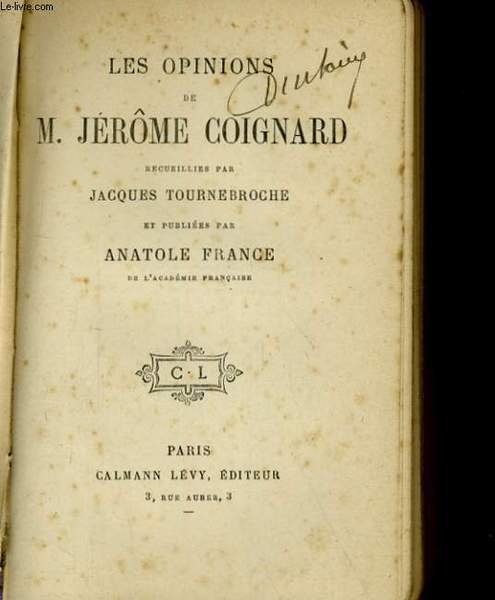 Le-livre.com
LES OPINIONS
DE
M. JÉRÔME COIGNARD
RECUEILLIES PAR
JACQUES TOURNEBROCHE
ET PUBLIÉES PAR
ANATOLE FRANCE
DE L'ACADÉMIE FRANÇAISE
C·L
PARIS
CALMANN LÉVY, ÉDITEUR
3, RUE AUBER, 3